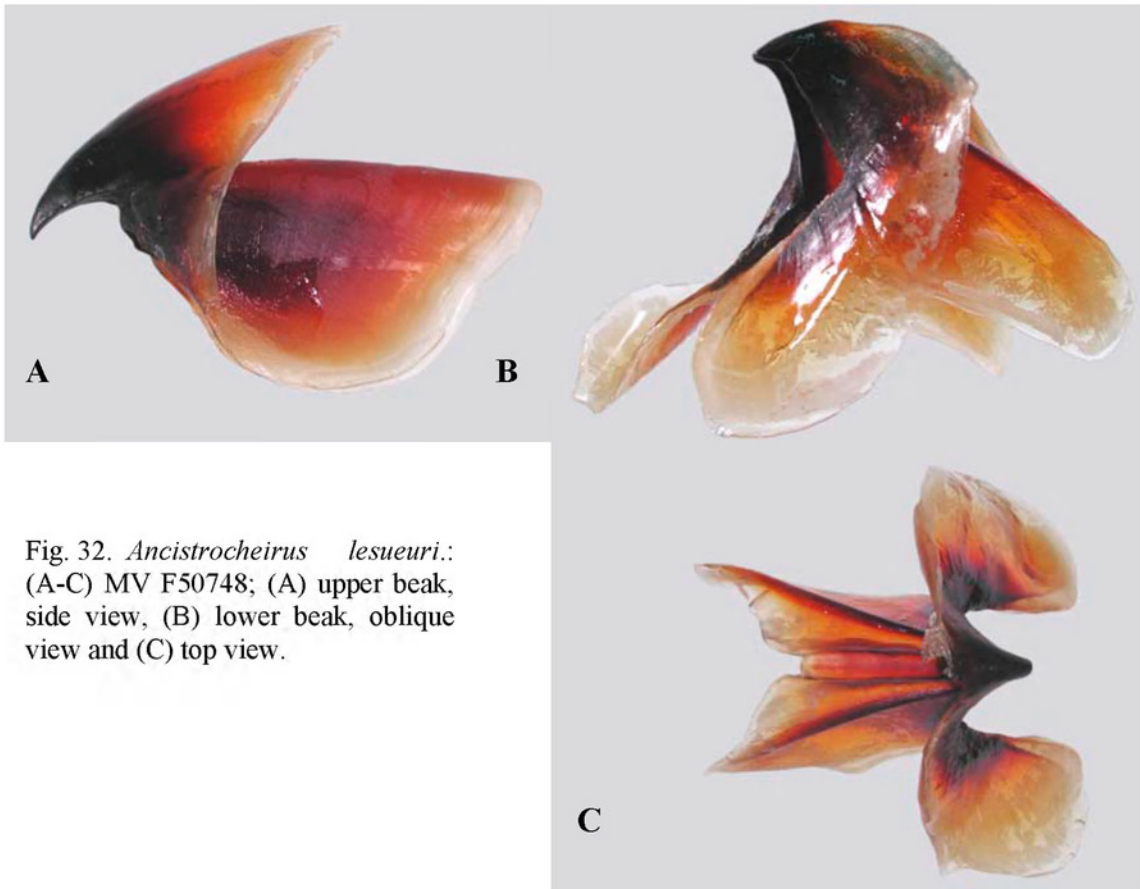 A
B
Fig. 32. Ancistrocheirus lesueuri.:
(A-C) MV F50748; (A) upper beak,
side view, (B) lower beak, oblique
view and (C) top view.
C